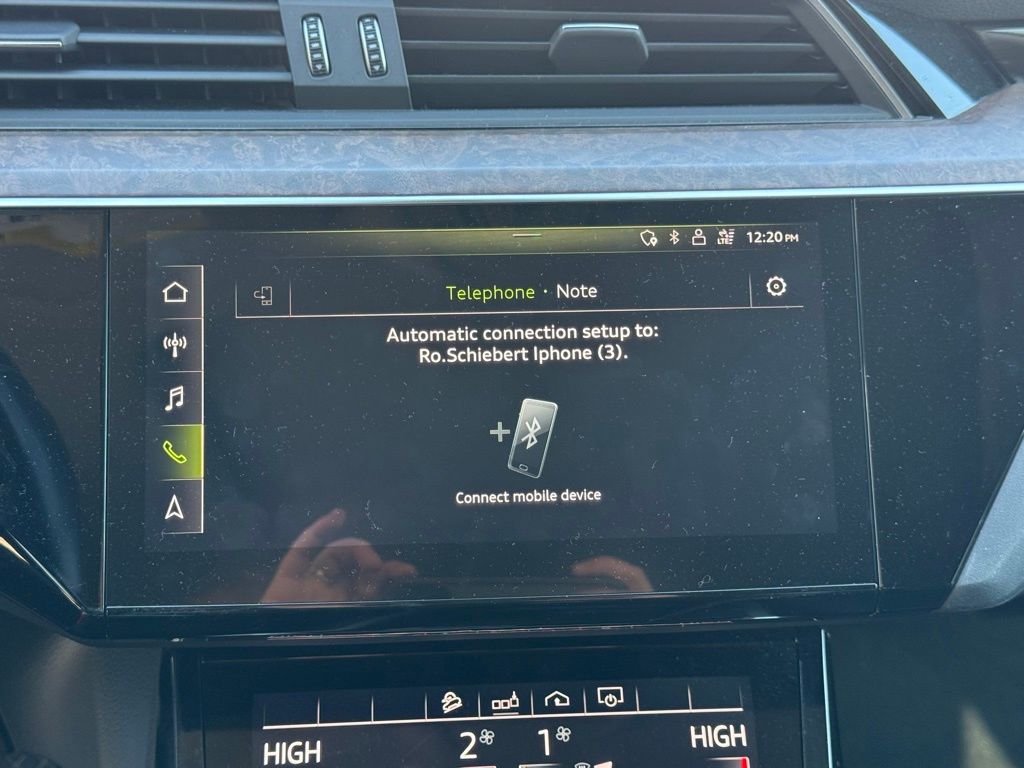 LTE 12:20 PM
Telephone · Note
Automatic connection setup to:
Ro.Schiebert Iphone (3).
Connect mobile device
HIGH 2 1 HIGH